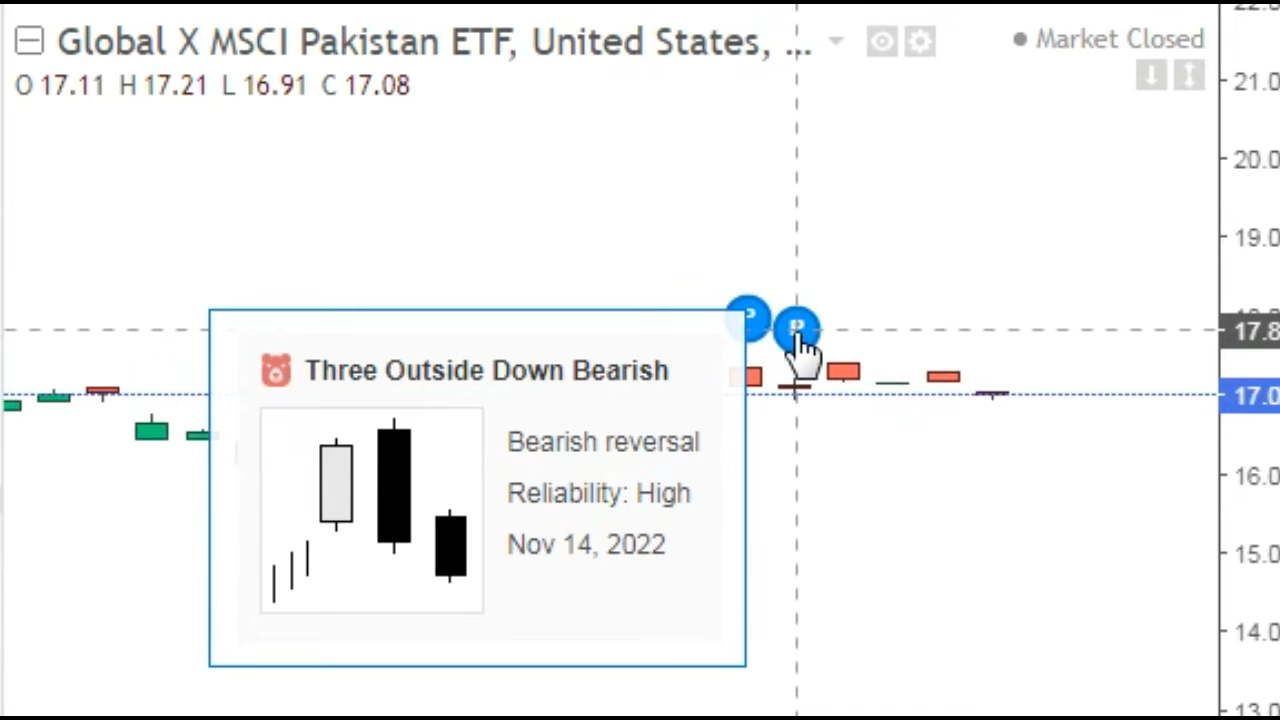 Global X MSCI Pakistan ETF, United States, ...
Market Closed
O 17.11 H 17.21 L 16.91 C 17.08
21.0
20.0
19.0
P
P
17.8
17.0
16.0
15.0
14.0
Three Outside Down Bearish
Bearish reversal
Reliability: High
Nov 14, 2022